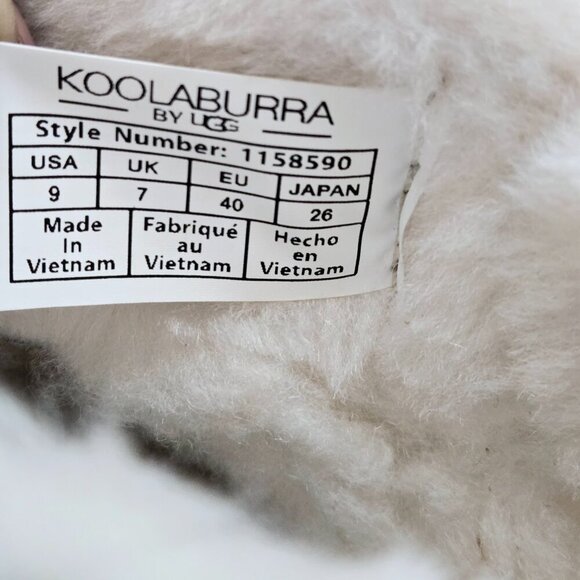 KOOLABURRA
BY UGG
Style Number: 1158590
USA UK EU JAPAN
9 7 40 26
Made Fabriqué Hecho
In au en
Vietnam Vietnam Vietnam